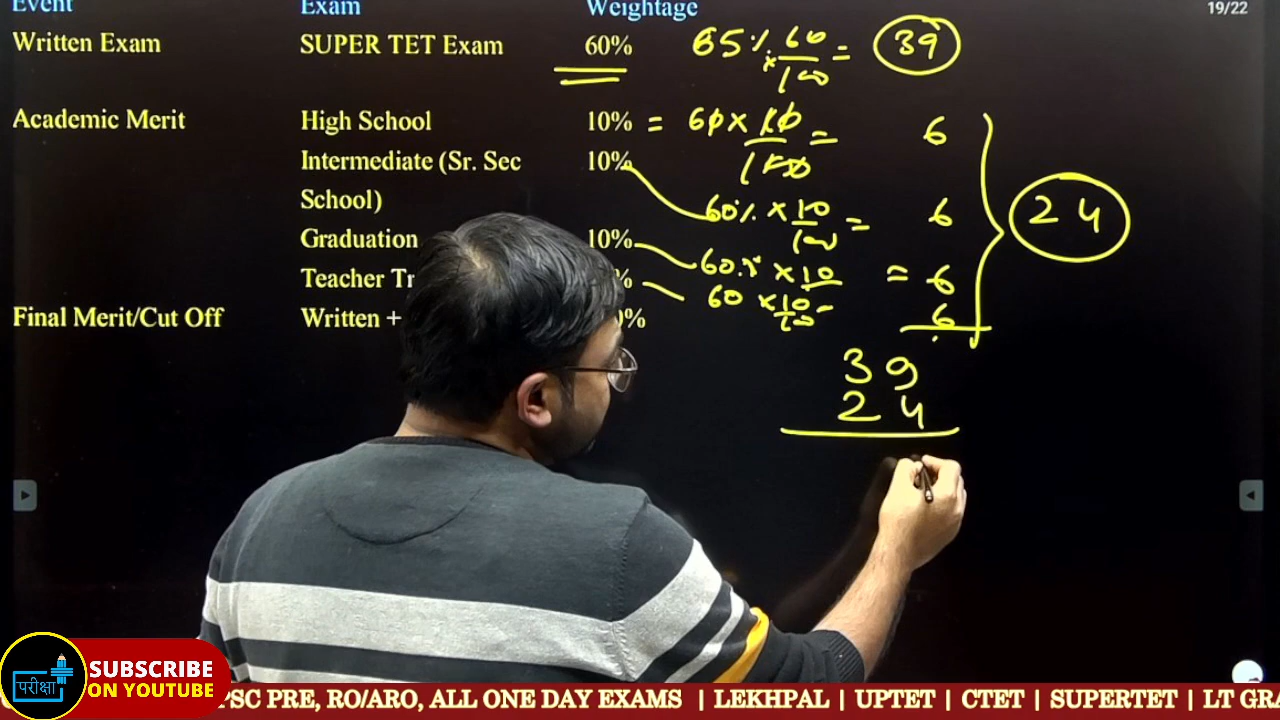 Event Exam Weightage 19/22
Written Exam SUPER TET Exam 60% 65% × 60/100 = 39
Academic Merit High School 10% = 60 × 10/100 = 6
Intermediate (Sr. Sec 10%
School) 60% × 10/100 = 6 24
Graduation 10% 60% × 10 = 6
Teacher 60 × 10/10 = 6
Final Merit/Cut Off Written +
39
24
परीक्षा
SUBSCRIBE
ON YOUTUBE
PSC PRE, RO/ARO, ALL ONE DAY EXAMS | LEKHPAL | UPTET | CTET | SUPERTET | LT GRA